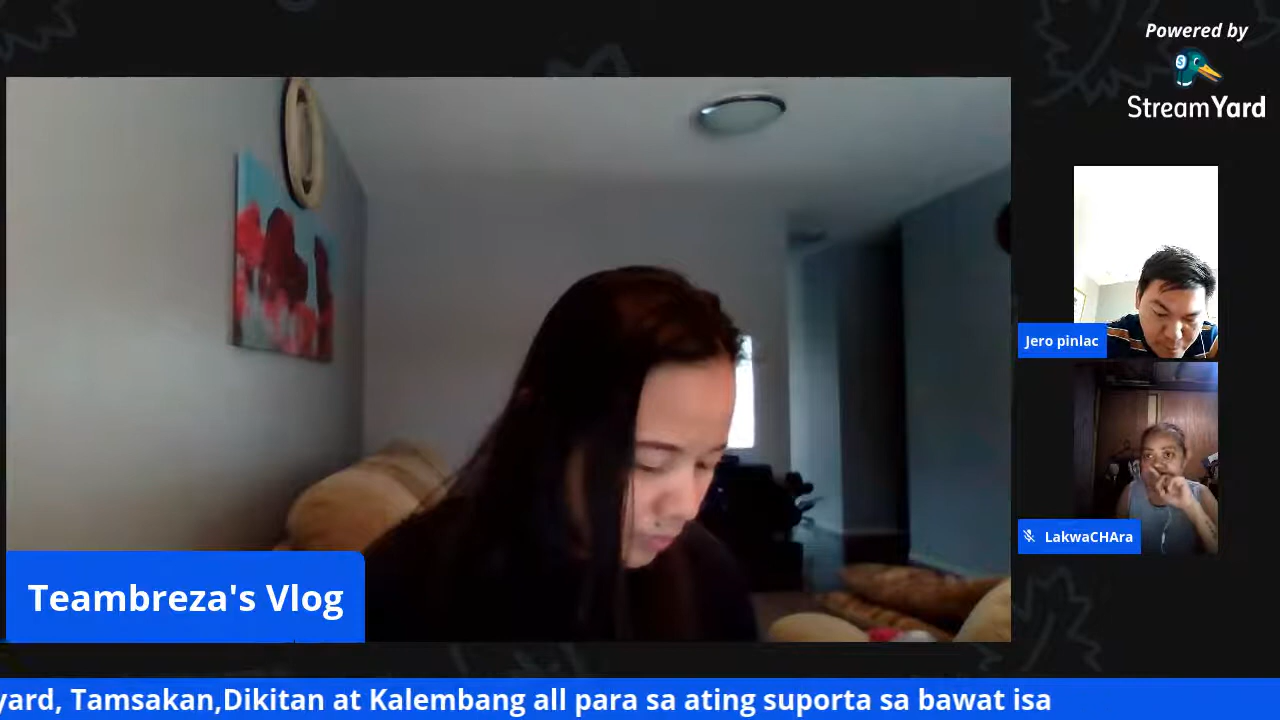 Powered by
StreamYard
Jero pinlac
LakwaCHAra
Teambreza's Vlog
yard, Tamsakan,Dikitan at Kalembang all para sa ating suporta sa bawat isa